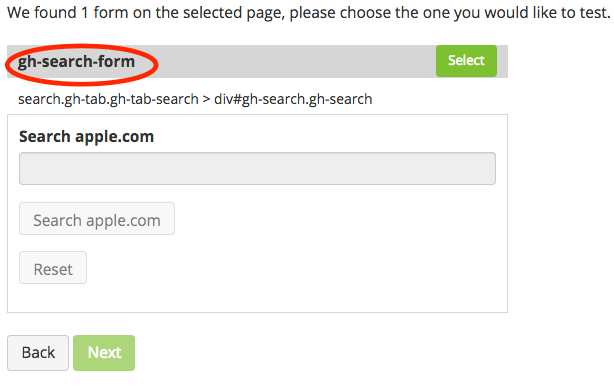 We found 1 form on the selected page, please choose the one you would like to test.
gh-search-form
Select
search.gh-tab.gh-tab-search > div#gh-search.gh-search
Search apple.com
Search apple.com
Reset
Back
Next